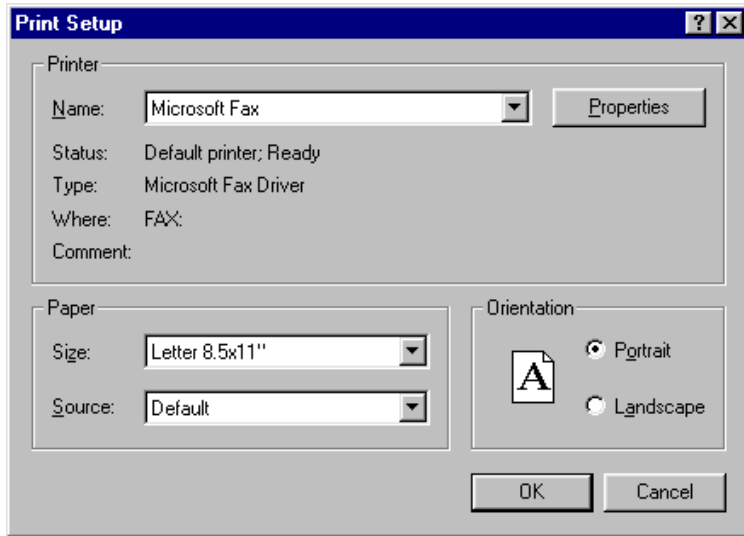 Print Setup
Printer
Name: Microsoft Fax Properties
Status: Default printer; Ready
Type: Microsoft Fax Driver
Where: FAX:
Comment:
Paper
Size: Letter 8.5x11"
Source: Default
Orientation
A
Portrait
Landscape
OK Cancel